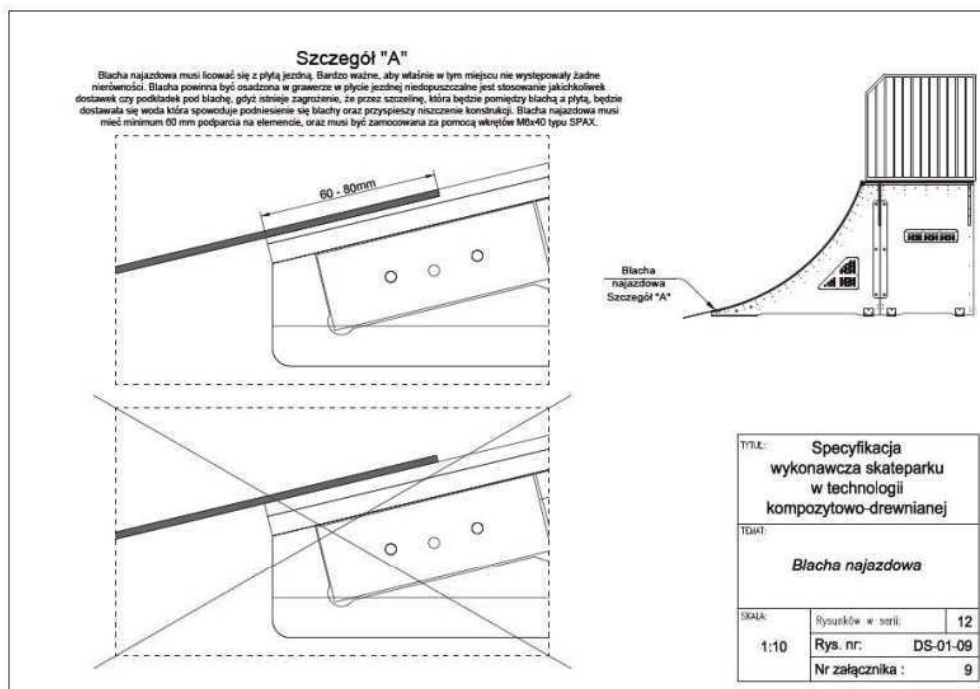 Szczegół "A"
Blacha najazdowa musi licować się z płytą jezdną. Bardzo ważne, aby właśnie w tym miejscu nie występowały żadne
nierówności. Blacha powinna być osadzona w grawerze w płycie jezdnej niedopuszczalne jest stosowanie jakichkolwiek
dostawek czy podkładek pod blachę, gdyż istnieje zagrożenie, że przez szczelinę, która będzie pomiędzy blachą a płytą, będzie
dostawała się woda która spowoduje podniesienie się blachy oraz przyspieszy niszczenie konstrukcji. Blacha najazdowa musi
mieć minimum 60 mm podparcia na elemencie, oraz musi być zamocowana za pomocą wkrętów M6x40 typu SPAX.
60 - 80mm
Blacha
najazdowa
Szczegół "A"
TYTUŁ:
Specyfikacja
wykonawcza skateparku
w technologii
kompozytowo-drewnianej
TEMAT:
Blacha najazdowa
SKALA:
1:10
Rysunków w serii: 12
Rys. nr: DS-01-09
Nr załącznika : 9